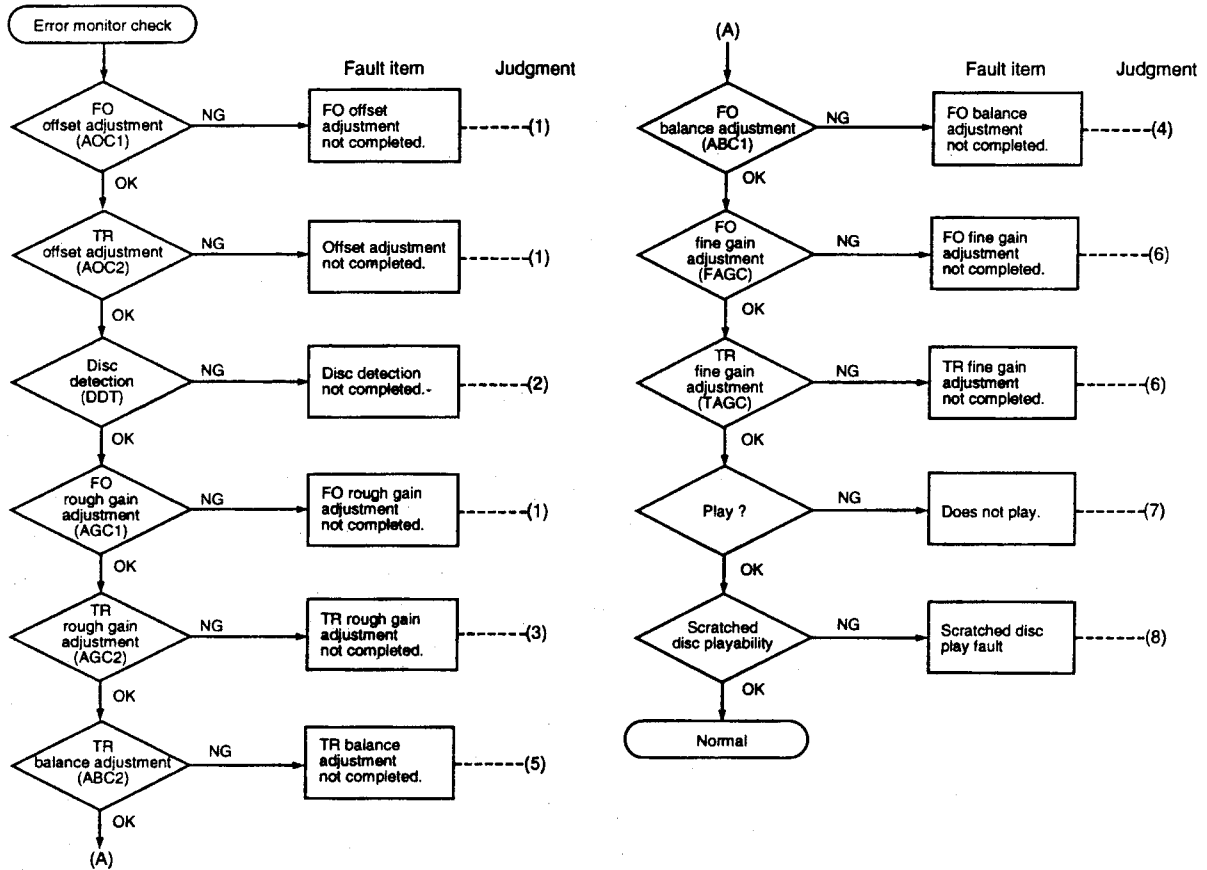 Error monitor check
Fault item
Judgment
FO
offset adjustment
(AOC1)
NG
FO offset
adjustment
not completed.
(1)
OK
TR
offset adjustment
(AOC2)
NG
Offset adjustment
not completed.
(1)
OK
Disc
detection
(DDT)
NG
Disc detection
not completed.-
(2)
OK
FO
rough gain
adjustment
(AGC1)
NG
FO rough gain
adjustment
not completed.
(1)
OK
TR
rough gain
adjustment
(AGC2)
NG
TR rough gain
adjustment
not completed.
(3)
OK
TR
balance adjustment
(ABC2)
NG
TR balance
adjustment
not completed.
(5)
OK
(A)
(A)
Fault item
Judgment
FO
balance adjustment
(ABC1)
NG
FO balance
adjustment
not completed.
(4)
OK
FO
fine gain
adjustment
(FAGC)
NG
FO fine gain
adjustment
not completed.
(6)
OK
TR
fine gain
adjustment
(TAGC)
NG
TR fine gain
adjustment
not completed.
(6)
OK
Play ?
NG
Does not play.
(7)
OK
Scratched
disc playability
NG
Scratched disc
play fault
(8)
OK
Normal